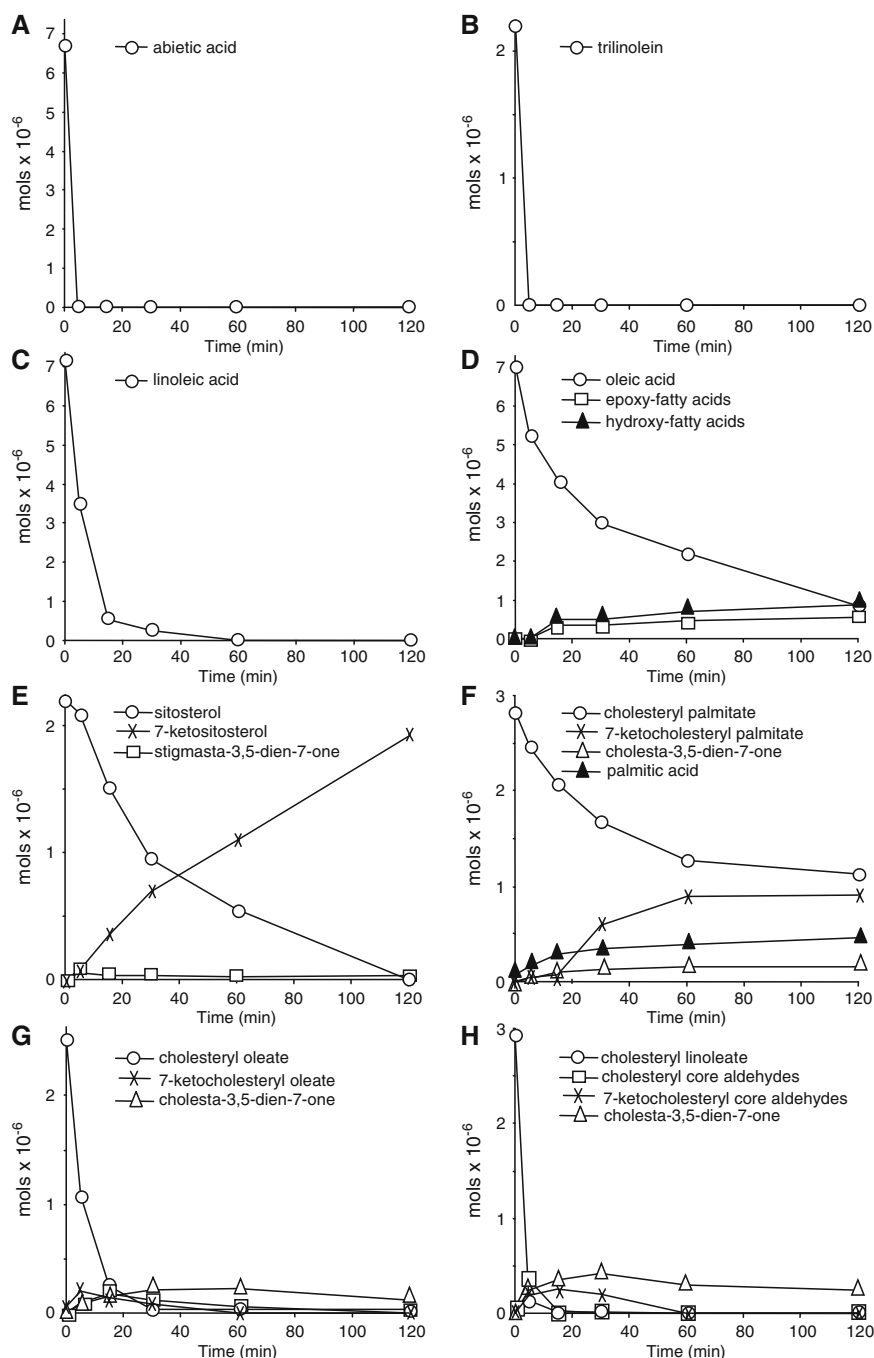 A
abietic acid
mols x 10-6
7
6
5
4
3
2
1
0
0 20 40 60 80 100 120
Time (min)
B
trilinolein
mols x 10-6
2
1
0
0 20 40 60 80 100 120
Time (min)
C
linoleic acid
mols x 10-6
7
6
5
4
3
2
1
0
0 20 40 60 80 100 120
Time (min)
D
oleic acid
epoxy-fatty acids
hydroxy-fatty acids
mols x 10-6
7
6
5
4
3
2
1
0
0 20 40 60 80 100 120
Time (min)
E
sitosterol
7-ketositosterol
stigmasta-3,5-dien-7-one
mols x 10-6
2
1
0
0 20 40 60 80 100 120
Time (min)
F
cholesteryl palmitate
7-ketocholesteryl palmitate
cholesta-3,5-dien-7-one
palmitic acid
mols x 10-6
3
2
1
0
0 20 40 60 80 100 120
Time (min)
G
cholesteryl oleate
7-ketocholesteryl oleate
cholesta-3,5-dien-7-one
mols x 10-6
2
1
0
0 20 40 60 80 100 120
Time (min)
H
cholesteryl linoleate
cholesteryl core aldehydes
7-ketocholesteryl core aldehydes
cholesta-3,5-dien-7-one
mols x 10-6
3
2
1
0
0 20 40 60 80 100 120
Time (min)